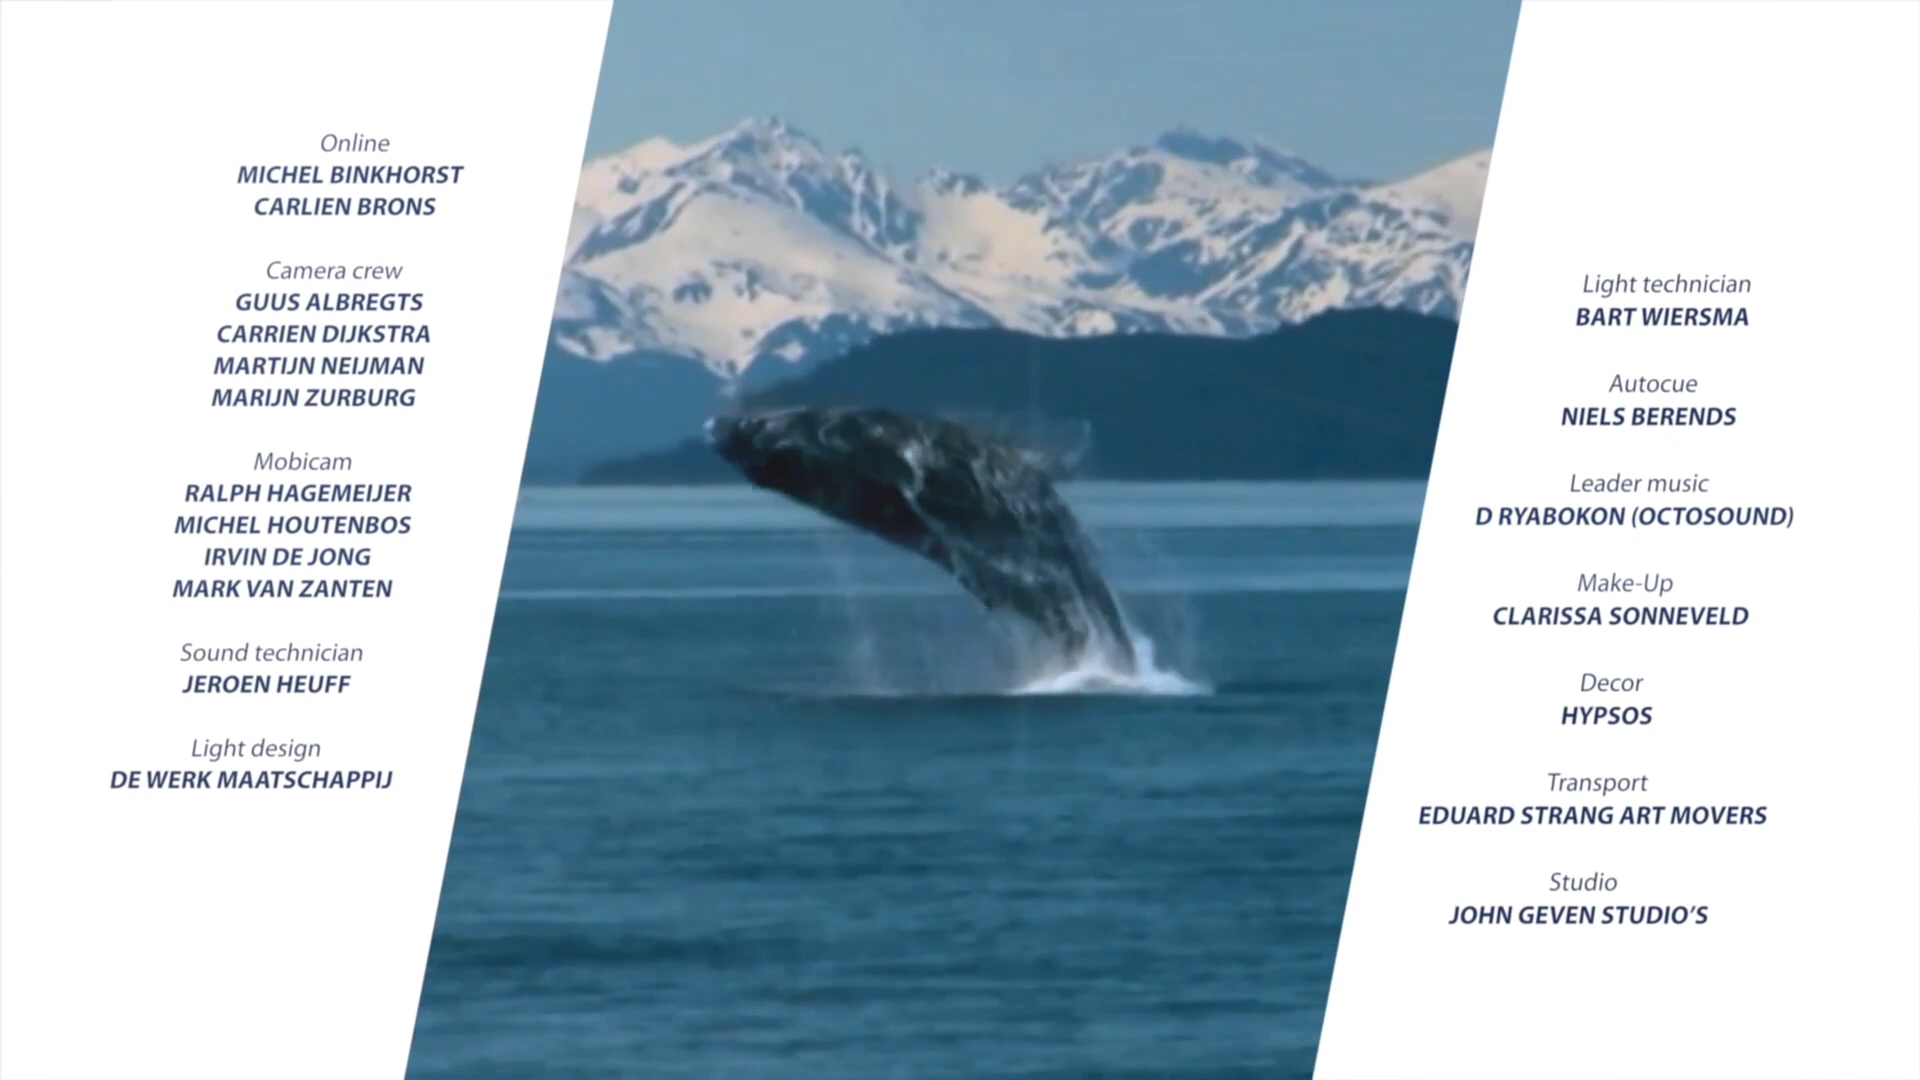 Online
MICHEL BINKHORST
CARLIEN BRONS
Camera crew
GUUS ALBREGTS
CARRIEN DIJKSTRA
MARTIJN NEIJMAN
MARIJN ZURBURG
Mobicam
RALPH HAGEMEIJER
MICHEL HOUTENBOS
IRVIN DE JONG
MARK VAN ZANTEN
Sound technician
JEROEN HEUFF
Light design
DE WERK MAATSCHAPPIJ
Light technician
BART WIERSMA
Autocue
NIELS BERENDS
Leader music
D RYABOKON (OCTOSOUND)
Make-Up
CLARISSA SONNEVELD
Decor
HYPSOS
Transport
EDUARD STRANG ART MOVERS
Studio
JOHN GEVEN STUDIO’S